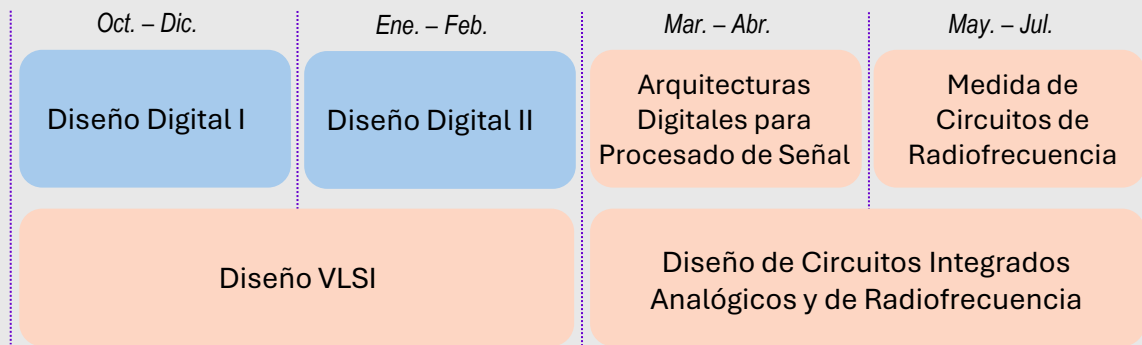 Oct. – Dic.
Ene. – Feb.
Mar. – Abr.
May. – Jul.
Diseño Digital I
Diseño Digital II
Arquitecturas
Digitales para
Procesado de Señal
Medida de
Circuitos de
Radiofrecuencia
Diseño VLSI
Diseño de Circuitos Integrados
Analógicos y de Radiofrecuencia